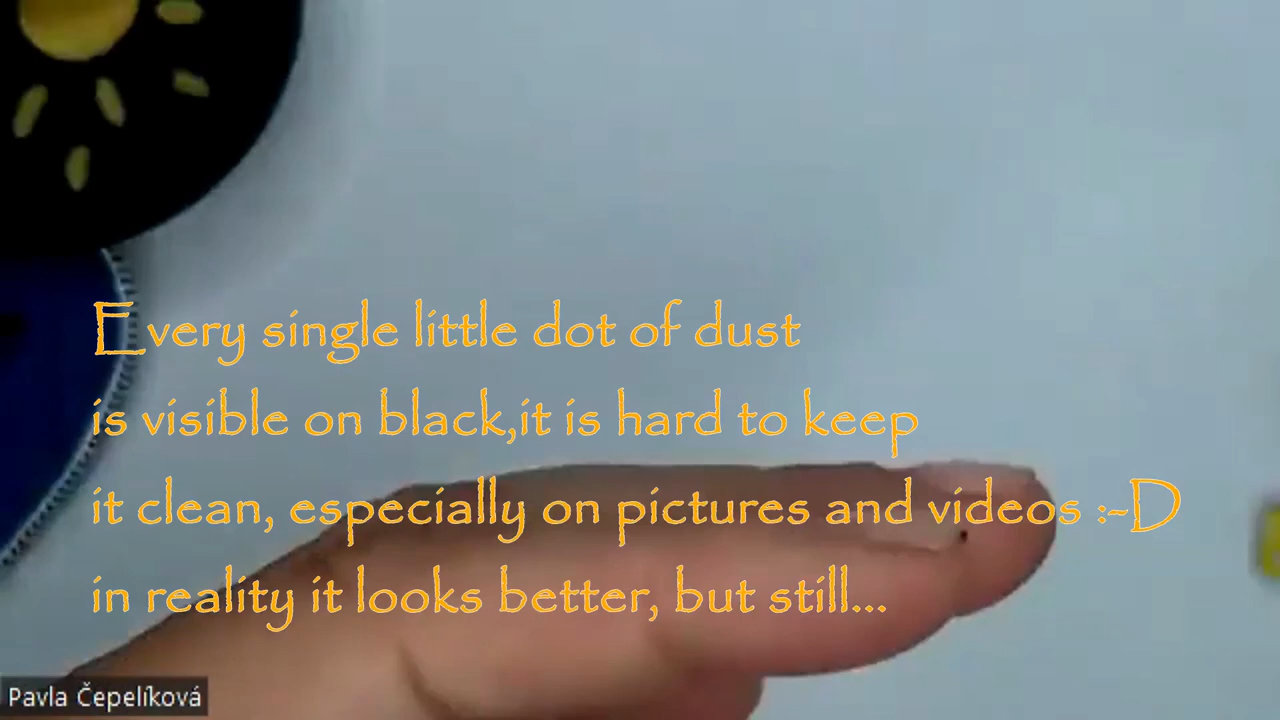 Every single little dot of dust
is visible on black,it is hard to keep
it clean, especially on pictures and videos :-D
in reality it looks better, but still...
Pavla Čepelíková